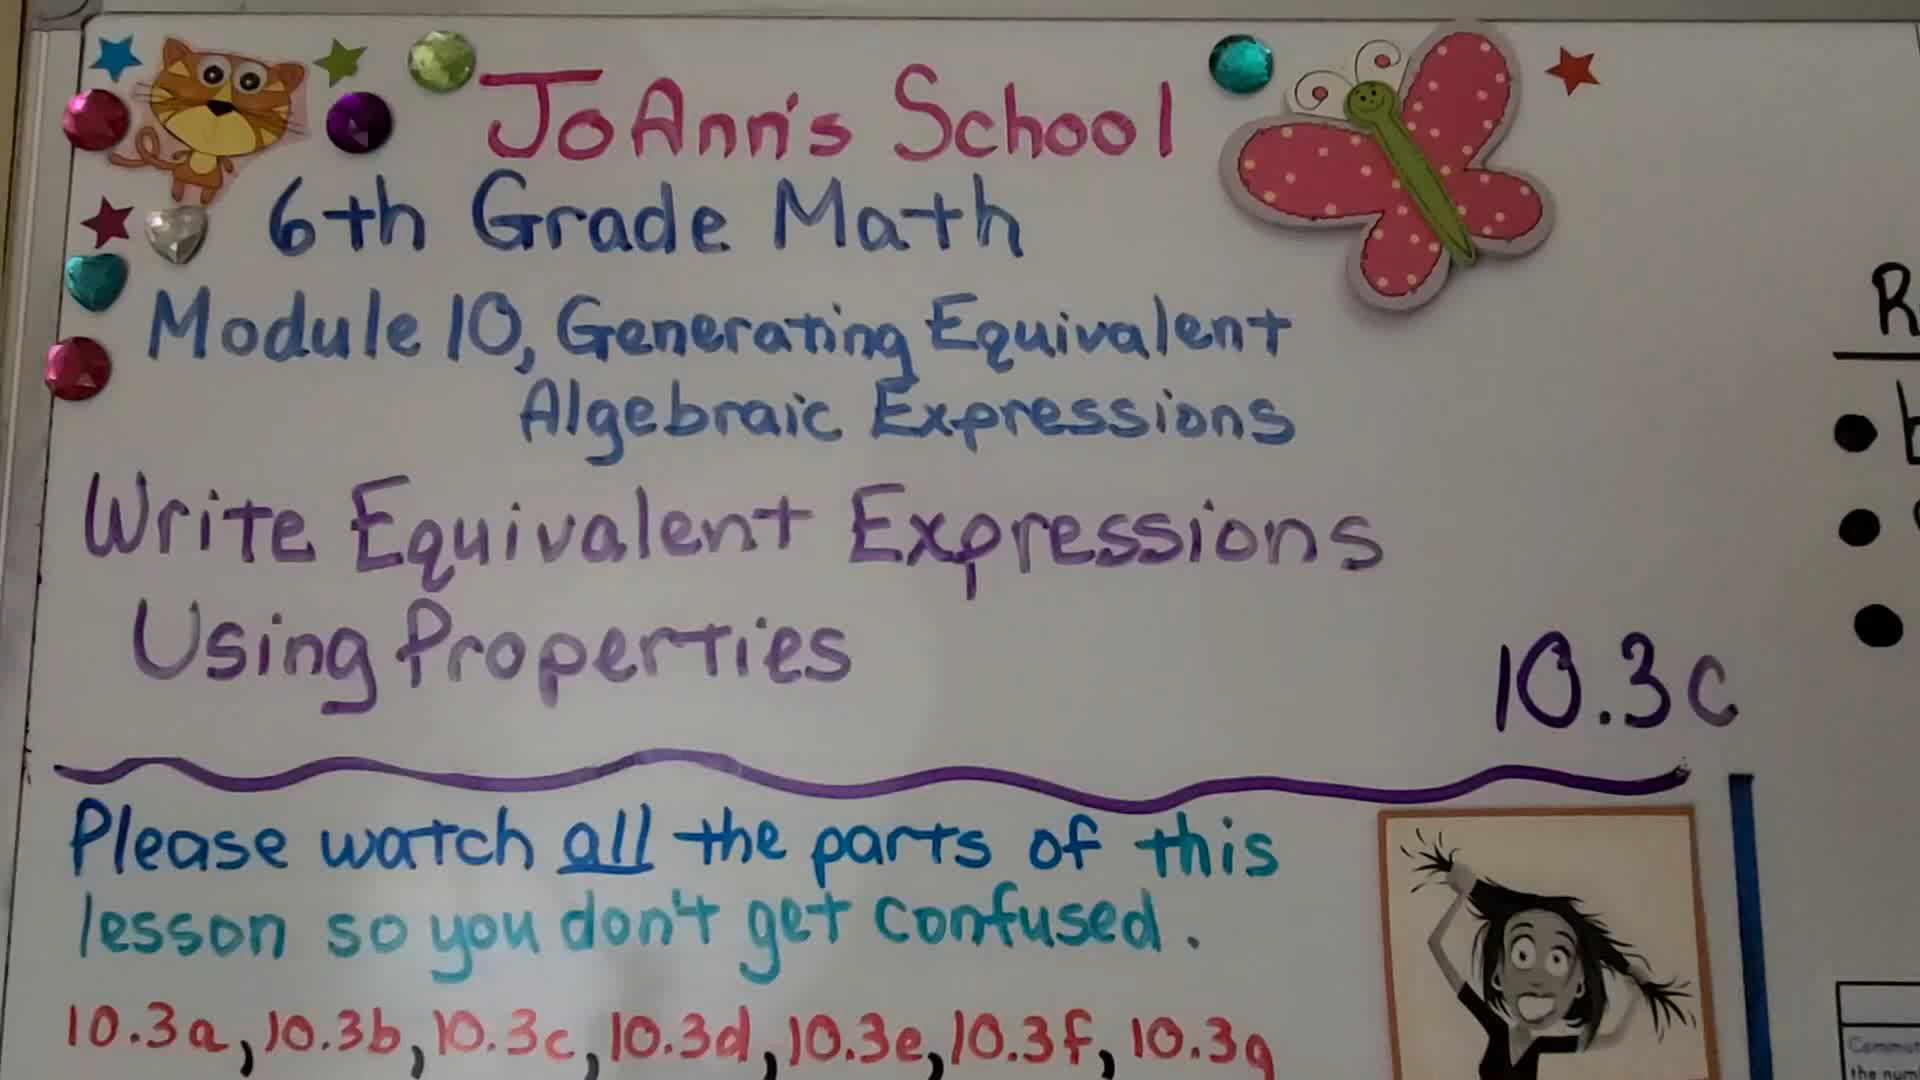 JoAnn's School
6th Grade Math
Module 10, Generating Equivalent
Algebraic Expressions
Write Equivalent Expressions
Using Properties
10.3c
Please watch all the parts of this
lesson so you don't get confused.
10.3a, 10.3b, 10.3c, 10.3d, 10.3e, 10.3f, 10.3g
R
the num